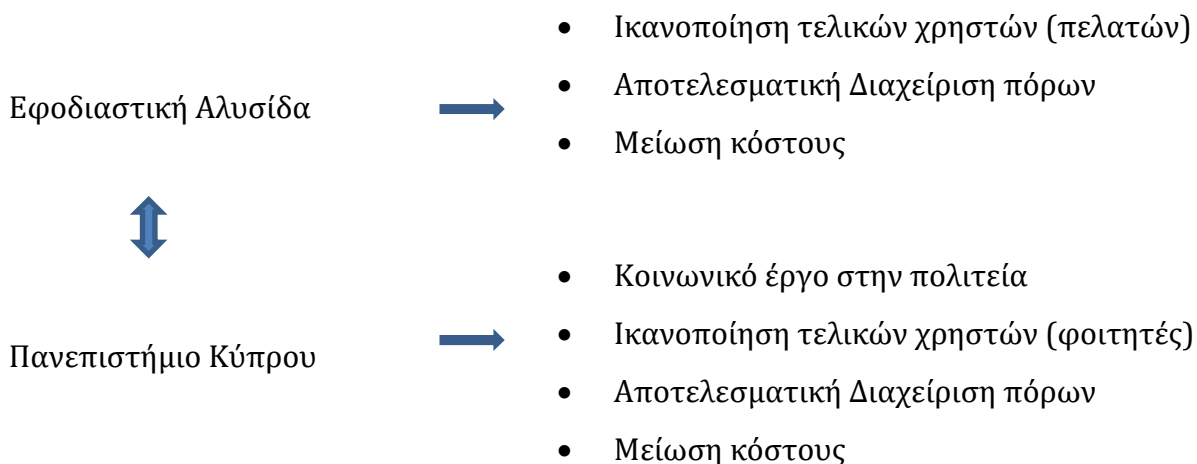 • Ικανοποίηση τελικών χρηστών (πελατών)
Εφοδιαστική Αλυσίδα
• Αποτελεσματική Διαχείριση πόρων
• Μείωση κόστους
• Κοινωνικό έργο στην πολιτεία
Πανεπιστήμιο Κύπρου
• Ικανοποίηση τελικών χρηστών (φοιτητές)
• Αποτελεσματική Διαχείριση πόρων
• Μείωση κόστους